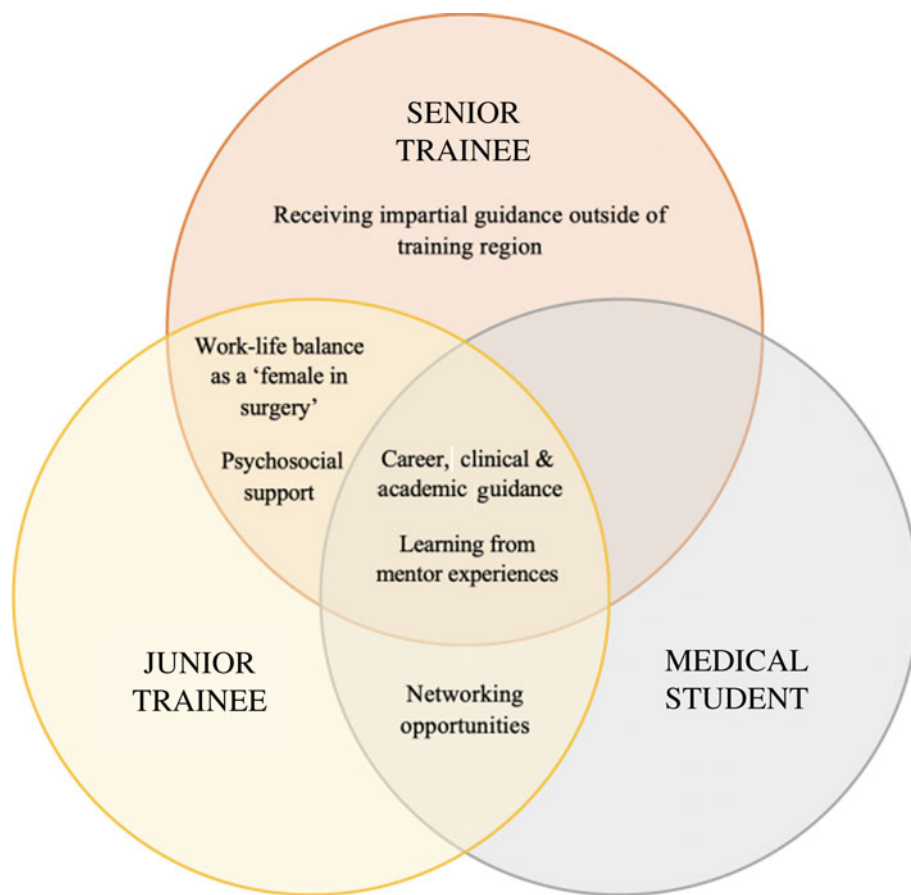 SENIOR
TRAINEE
Receiving impartial guidance outside of
training region
Work-life balance
as a ‘female in
surgery’
Psychosocial
support
Career, clinical &
academic guidance
Learning from
mentor experiences
JUNIOR
TRAINEE
Networking
opportunities
MEDICAL
STUDENT